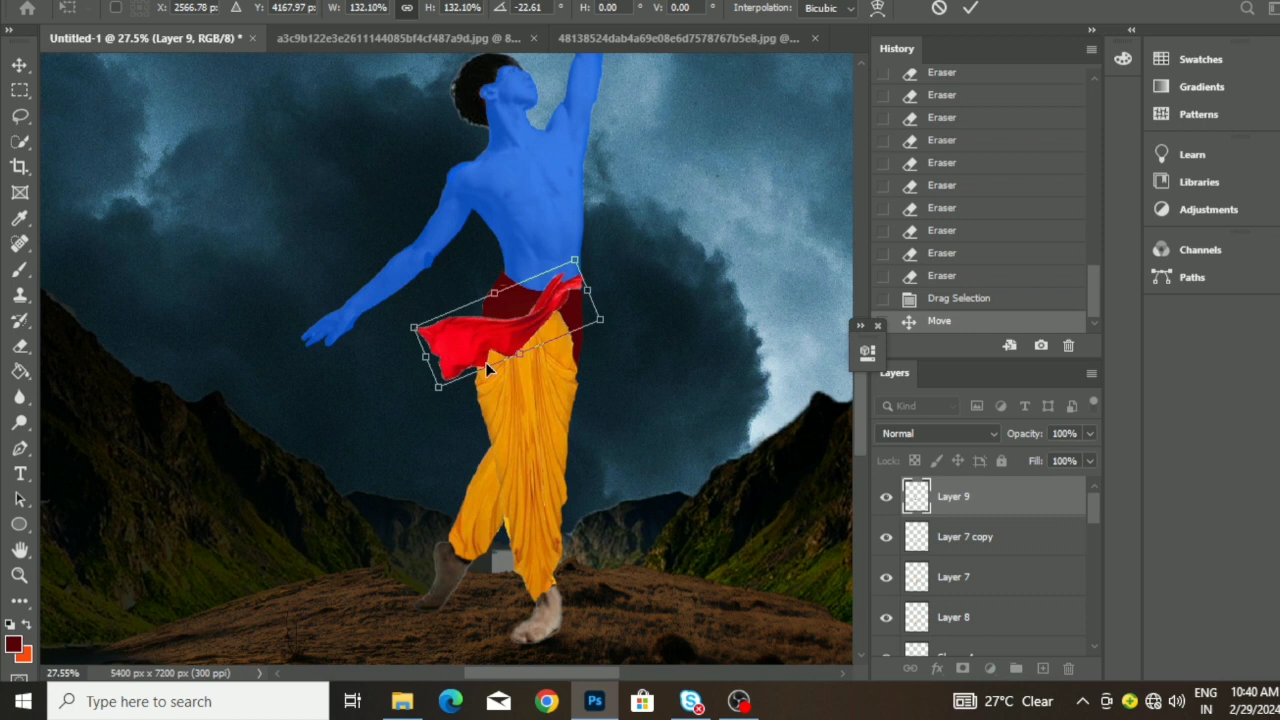 X: 2566.78 p: Y: 4167.97 p: W: 132.10% H: 132.10% -22.61 ° H: 0.00 ° V: 0.00 ° Interpolation: Bicubic
Untitled-1 @ 27.5% (Layer 9, RGB/8) * ×
a3c9b122e3e2611144085bf4cf487a9d.jpg @ 8... ×
48138524dab4a69e08e6d7578767b5e8.jpg @... ×
History
Eraser
Eraser
Eraser
Eraser
Eraser
Eraser
Eraser
Eraser
Eraser
Eraser
Drag Selection
Move
Swatches
Gradients
Patterns
Learn
Libraries
Adjustments
Channels
Paths
Layers
Kind
Normal Opacity: 100%
Lock: Fill: 100%
Layer 9
Layer 7 copy
Layer 7
Layer 8
27.55% 5400 px x 7200 px (300 ppi)
Type here to search
Ps
27°C Clear
ENG
IN
10:40 AM
2/29/2024